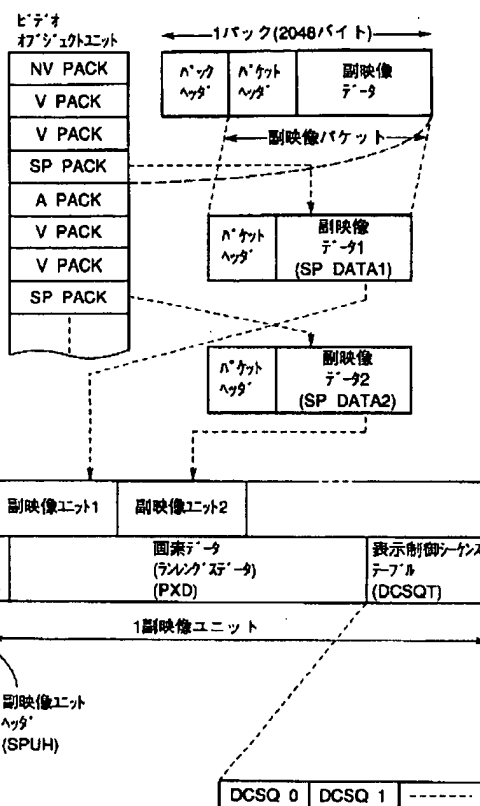 ビデオ
オブジェクトユニット
NV PACK
V PACK
V PACK
SP PACK
A PACK
V PACK
V PACK
SP PACK
1パック(2048バイト)
パック
ヘッダ
パケット
ヘッダ
副映像
データ
副映像パケット
パケット
ヘッダ
副映像
データ1
(SP DATA1)
パケット
ヘッダ
副映像
データ2
(SP DATA2)
副映像ユニット1
副映像ユニット2
画素データ
(ランレングスデータ)
(PXD)
表示制御シーケンス
テーブル
(DCSQT)
1副映像ユニット
副映像ユニット
ヘッダ
(SPUH)
DCSQ 0
DCSQ 1